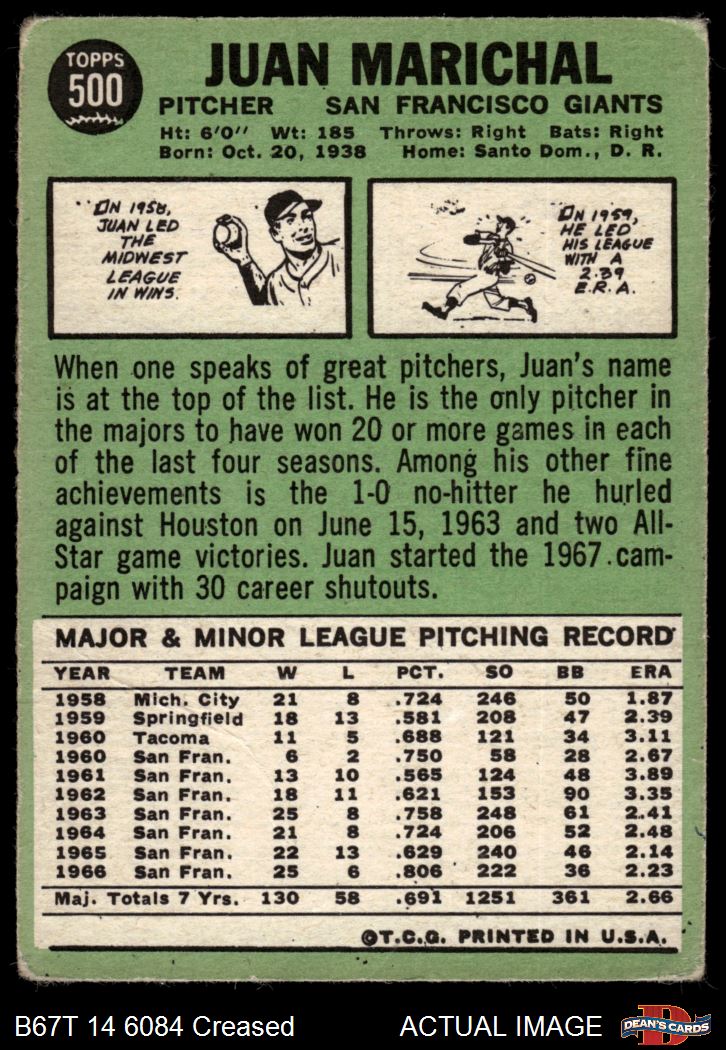 TOPPS
500
JUAN MARICHAL
PITCHER SAN FRANCISCO GIANTS
Ht: 6'0'' Wt: 185 Throws: Right Bats: Right
Born: Oct. 20, 1938 Home: Santo Dom., D. R.
IN 1958,
JUAN LED
THE
MIDWEST
LEAGUE
IN WINS.
IN 1959,
HE LED
HIS LEAGUE
WITH A
2.39
E.R.A.
When one speaks of great pitchers, Juan's name
is at the top of the list. He is the only pitcher in
the majors to have won 20 or more games in each
of the last four seasons. Among his other fine
achievements is the 1-0 no-hitter he hurled
against Houston on June 15, 1963 and two All-
Star game victories. Juan started the 1967 cam-
paign with 30 career shutouts.
MAJOR & MINOR LEAGUE PITCHING RECORD
YEAR TEAM W L PCT. SO BB ERA
1958 Mich. City 21 8 .724 246 50 1.87
1959 Springfield 18 13 .581 208 47 2.39
1960 Tacoma 11 5 .688 121 34 3.11
1960 San Fran. 6 2 .750 58 28 2.67
1961 San Fran. 13 10 .565 124 48 3.89
1962 San Fran. 18 11 .621 153 90 3.35
1963 San Fran. 25 8 .758 248 61 2.41
1964 San Fran. 21 8 .724 206 52 2.48
1965 San Fran. 22 13 .629 240 46 2.14
1966 San Fran. 25 6 .806 222 36 2.23
Maj. Totals 7 Yrs. 130 58 .691 1251 361 2.66
©T.C.G. PRINTED IN U.S.A.
B67T 14 6084 Creased ACTUAL IMAGE
DEAN'S CARDS